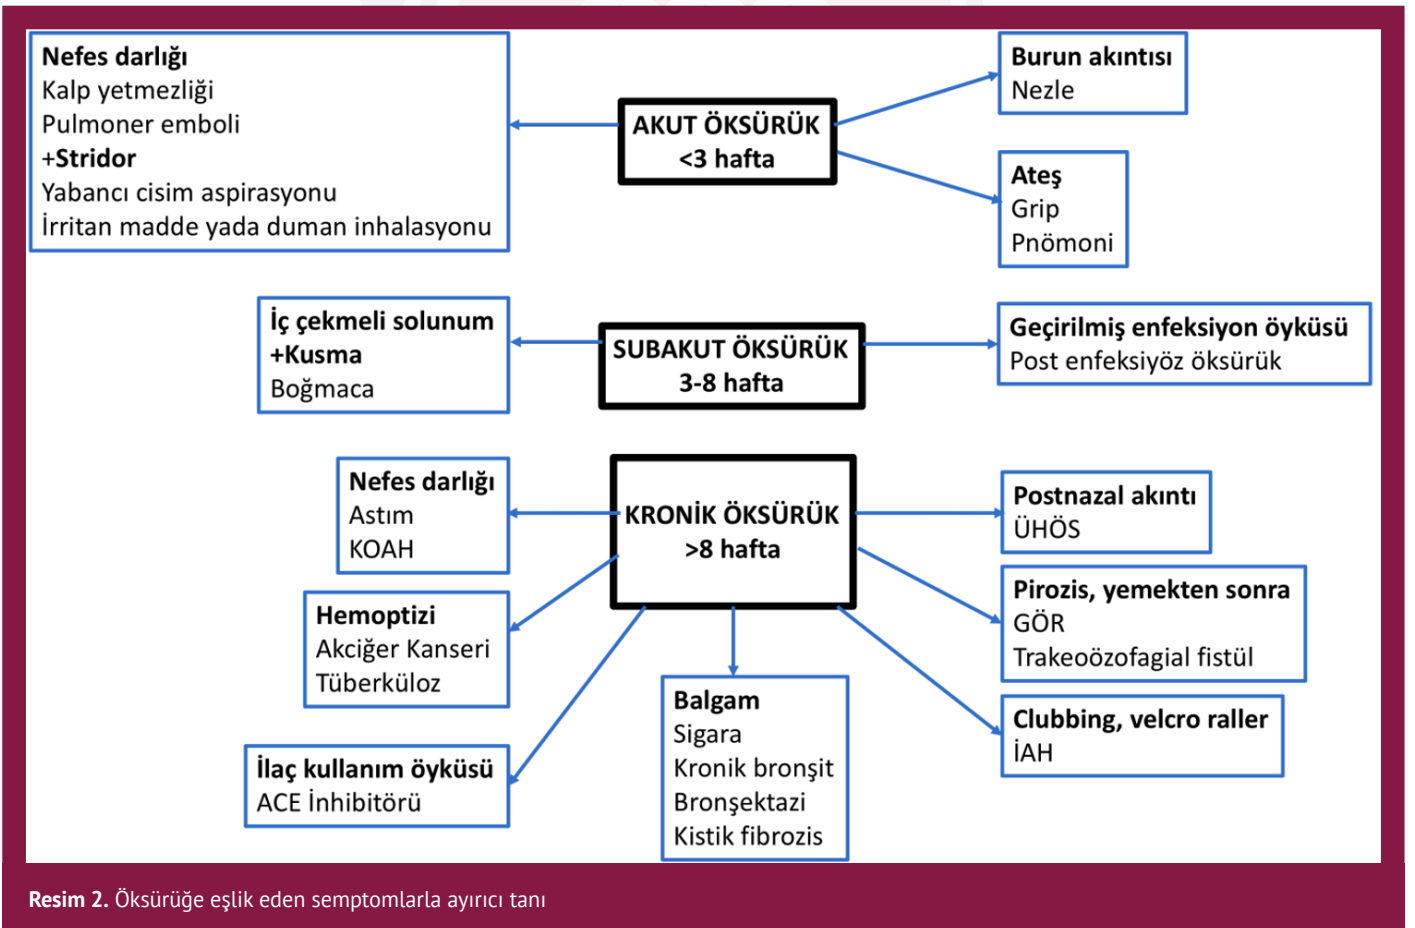 Nefes darlığı
Kalp yetmezliği
Pulmoner emboli
+Stridor
Yabancı cisim aspirasyonu
İrritan madde yada duman inhalasyonu
AKUT ÖKSÜRÜK
<3 hafta
Burun akıntısı
Nezle
Ateş
Grip
Pnömoni
İç çekmeli solunum
+Kusma
Boğmaca
SUBAKUT ÖKSÜRÜK
3-8 hafta
Geçirilmiş enfeksiyon öyküsü
Post enfeksiyöz öksürük
Nefes darlığı
Astım
KOAH
KRONİK ÖKSÜRÜK
>8 hafta
Postnazal akıntı
ÜHÖS
Hemoptizi
Akciğer Kanseri
Tüberküloz
Pirozis, yemekten sonra
GÖR
Trakeoözofagial fistül
İlaç kullanım öyküsü
ACE İnhibitörü
Balgam
Sigara
Kronik bronşit
Bronşektazi
Kistik fibrozis
Clubbing, velcro raller
İAH
Resim 2. Öksürüğe eşlik eden semptomlarla ayırıcı tanı